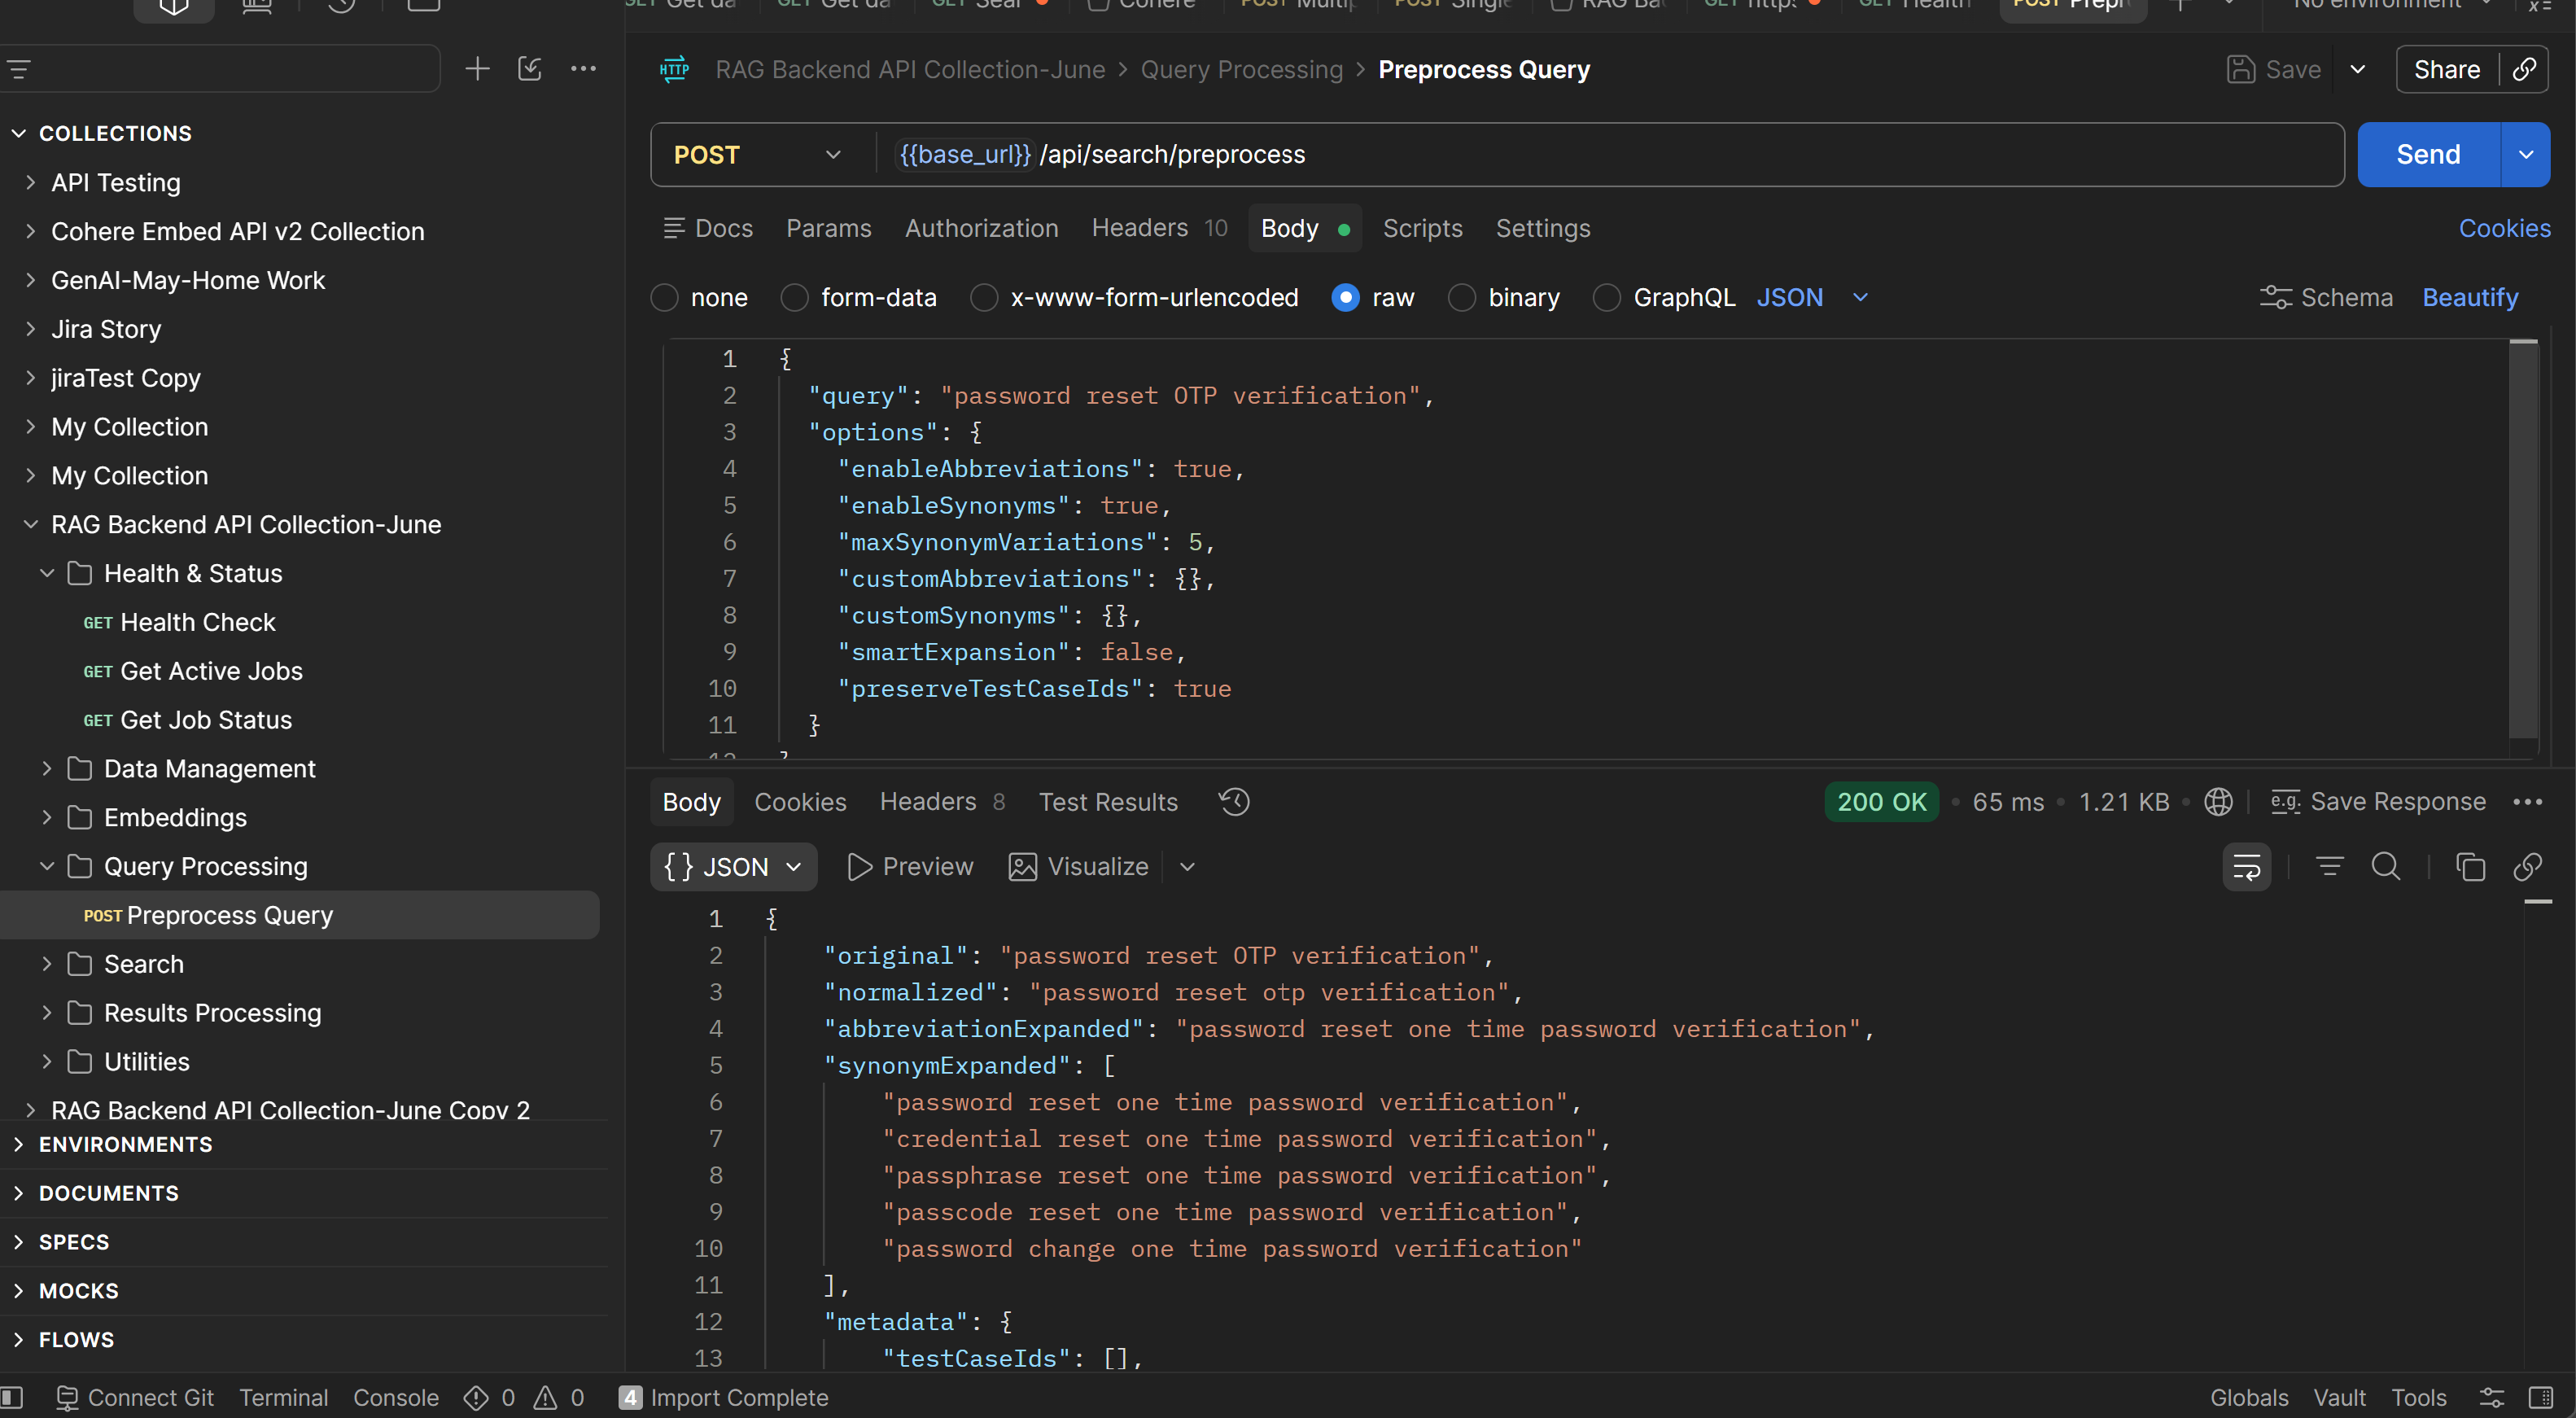 RAG Backend API Collection-June > Query Processing > Preprocess Query
Save
Share
COLLECTIONS
API Testing
Cohere Embed API v2 Collection
GenAI-May-Home Work
Jira Story
jiraTest Copy
My Collection
My Collection
RAG Backend API Collection-June
Health & Status
GET Health Check
GET Get Active Jobs
GET Get Job Status
Data Management
Embeddings
Query Processing
POST Preprocess Query
Search
Results Processing
Utilities
RAG Backend API Collection-June Copy 2
ENVIRONMENTS
DOCUMENTS
SPECS
MOCKS
FLOWS
POST {{base_url}}/api/search/preprocess
Send
Docs Params Authorization Headers 10 Body Scripts Settings Cookies
none form-data x-www-form-urlencoded raw binary GraphQL JSON Schema Beautify
1 {
2 "query": "password reset OTP verification",
3 "options": {
4 "enableAbbreviations": true,
5 "enableSynonyms": true,
6 "maxSynonymVariations": 5,
7 "customAbbreviations": {},
8 "customSynonyms": {},
9 "smartExpansion": false,
10 "preserveTestCaseIds": true
11 }
Body Cookies Headers 8 Test Results 200 OK • 65 ms • 1.21 KB • e.g. Save Response
{} JSON Preview Visualize
1 {
2 "original": "password reset OTP verification",
3 "normalized": "password reset otp verification",
4 "abbreviationExpanded": "password reset one time password verification",
5 "synonymExpanded": [
6 "password reset one time password verification",
7 "credential reset one time password verification",
8 "passphrase reset one time password verification",
9 "passcode reset one time password verification",
10 "password change one time password verification"
11 ],
12 "metadata": {
13 "testCaseIds": [],
Connect Git Terminal Console 0 0 4 Import Complete Globals Vault Tools